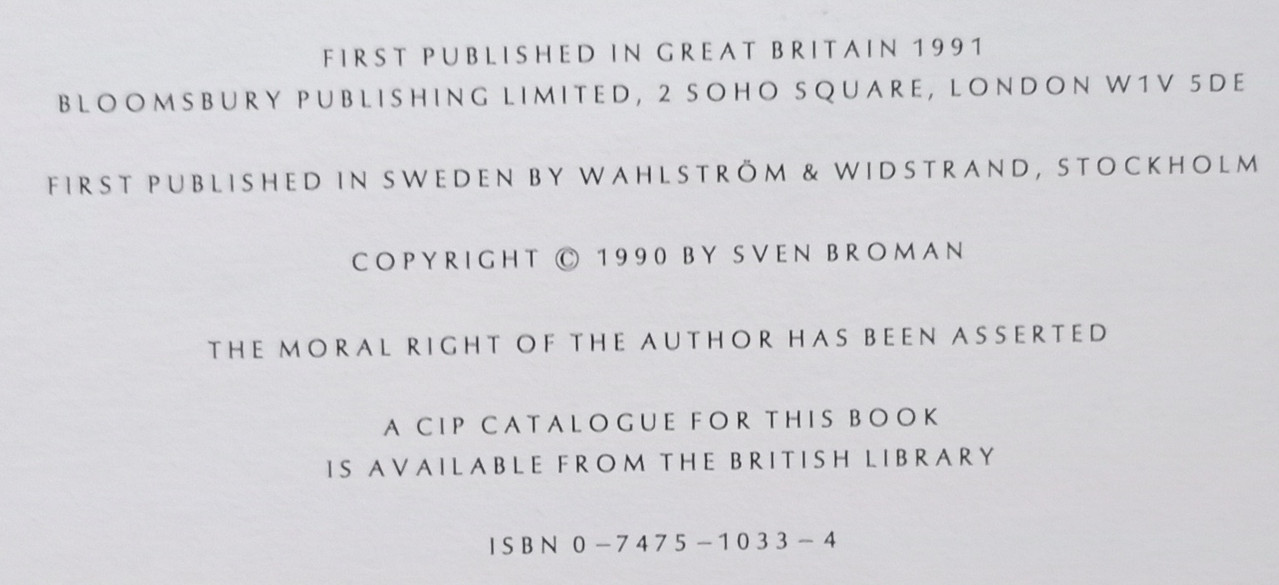 FIRST PUBLISHED IN GREAT BRITAIN 1991
BLOOMSBURY PUBLISHING LIMITED, 2 SOHO SQUARE, LONDON W1V 5DE
FIRST PUBLISHED IN SWEDEN BY WAHLSTRÖM & WIDSTRAND, STOCKHOLM
COPYRIGHT © 1990 BY SVEN BROMAN
THE MORAL RIGHT OF THE AUTHOR HAS BEEN ASSERTED
A CIP CATALOGUE FOR THIS BOOK
IS AVAILABLE FROM THE BRITISH LIBRARY
ISBN 0–7475–1033–4